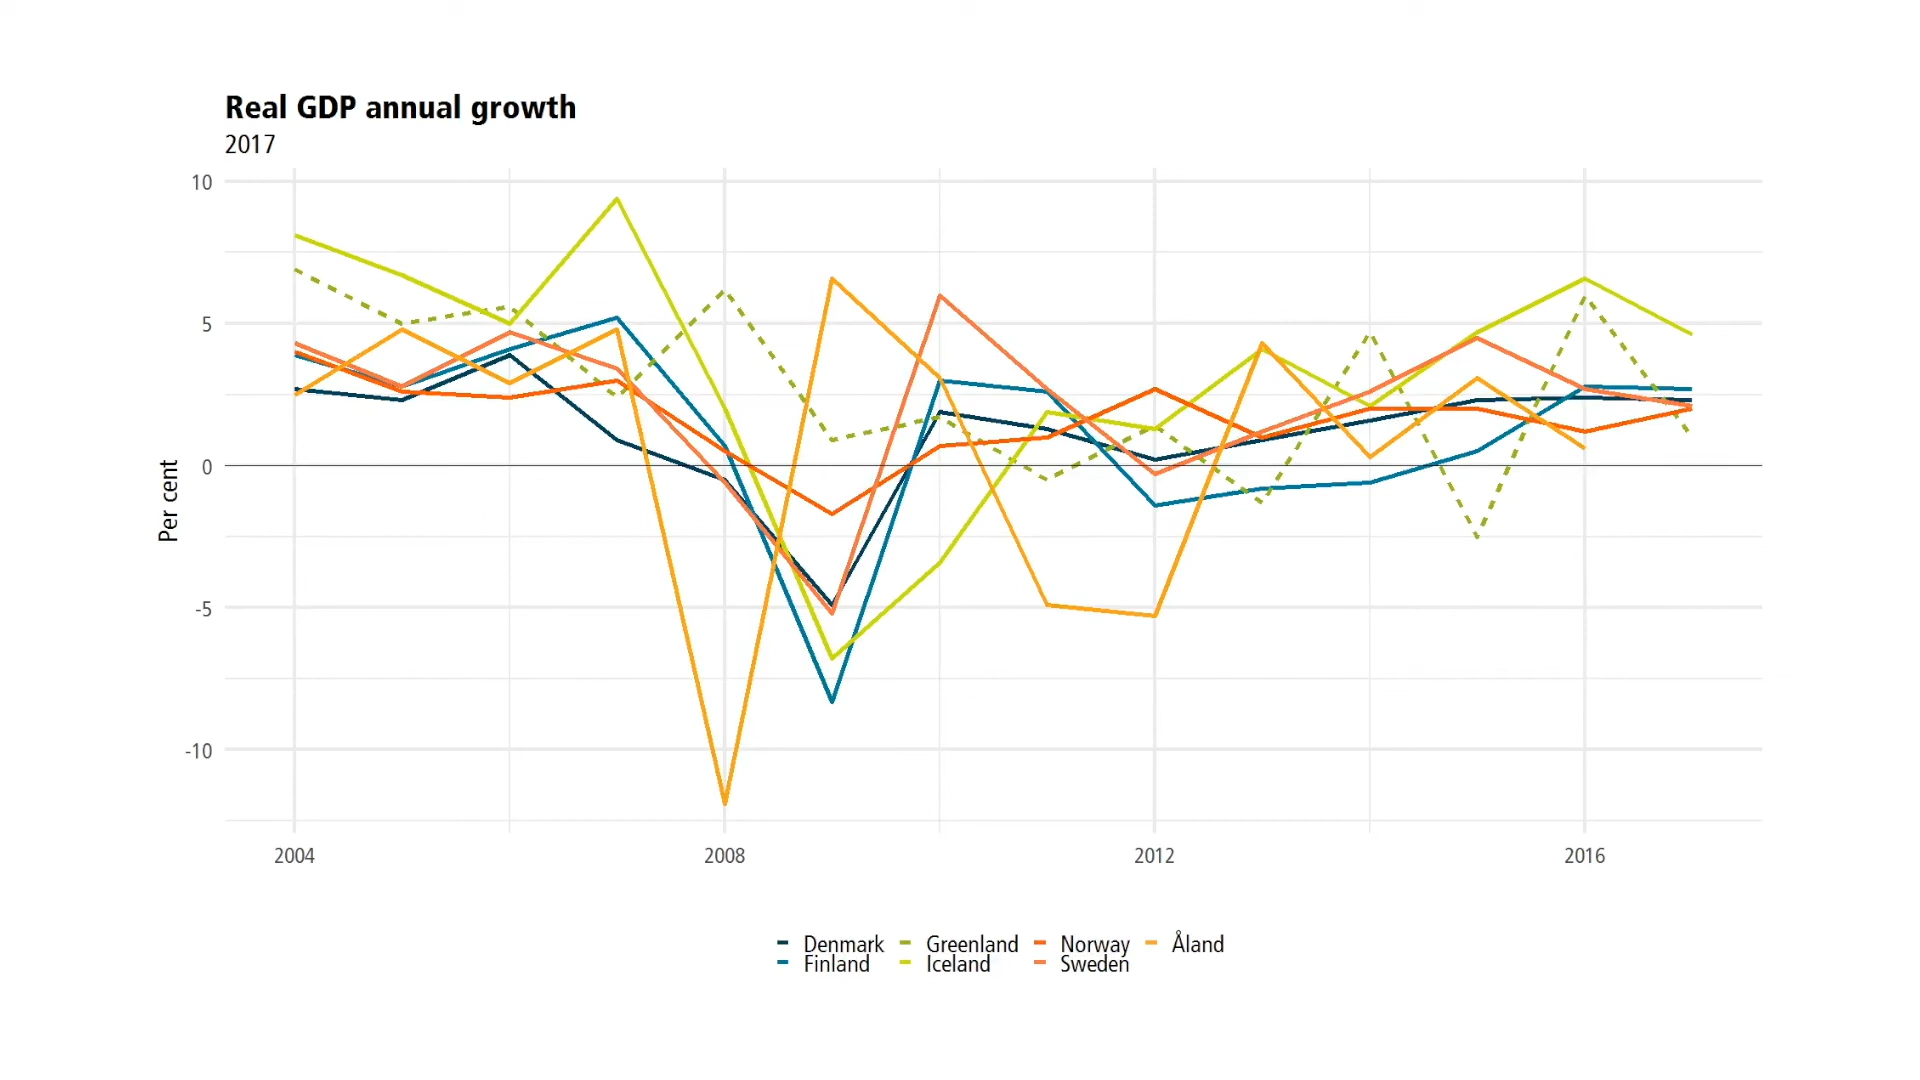 Real GDP annual growth
2017
10
5
0
-5
-10
Per cent
2004 2008 2012 2016
Denmark Greenland Norway Åland
Finland Iceland Sweden